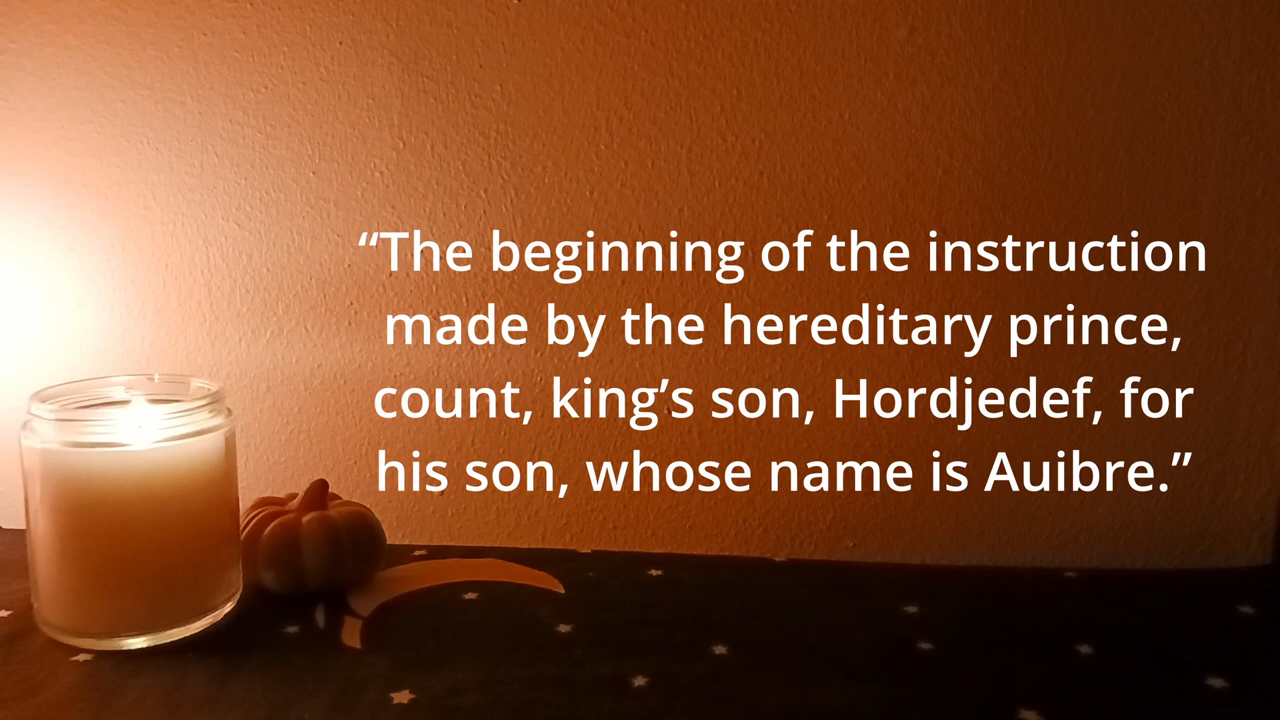 “The beginning of the instruction
made by the hereditary prince,
count, king’s son, Hordjedef, for
his son, whose name is Auibre.”